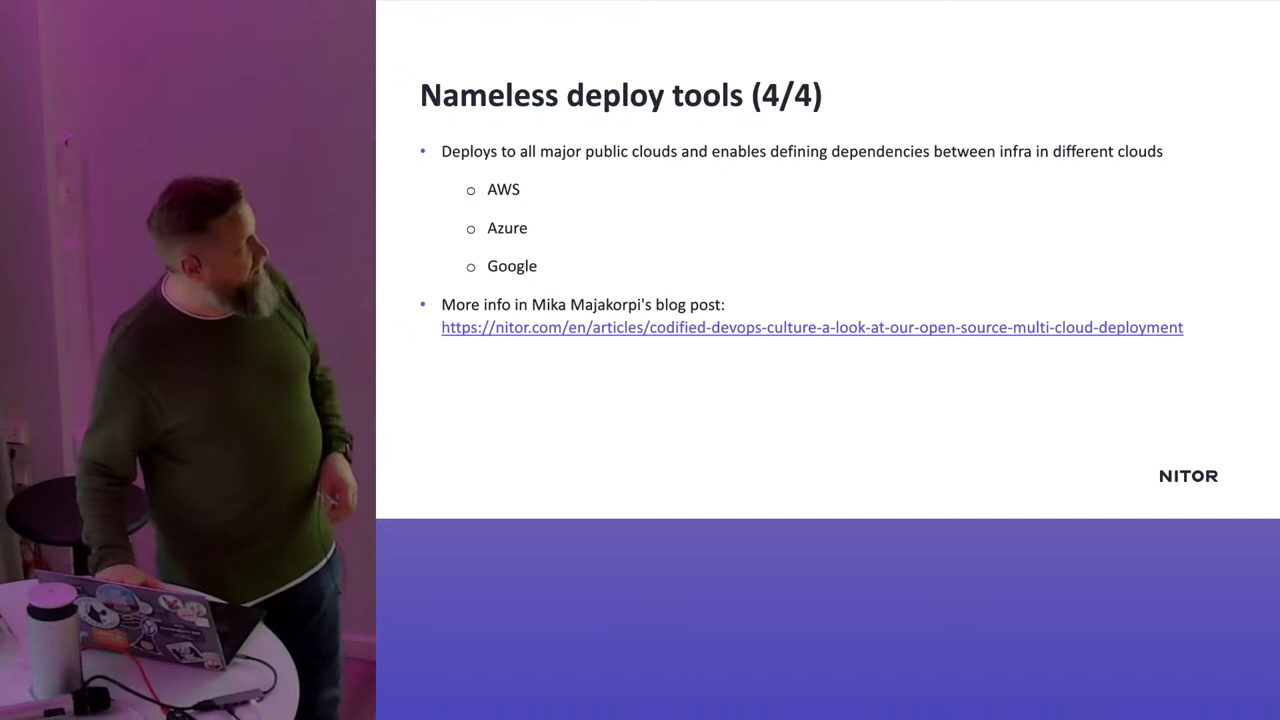 Nameless deploy tools (4/4)
• Deploys to all major public clouds and enables defining dependencies between infra in different clouds
o AWS
o Azure
o Google
• More info in Mika Majakorpi's blog post:
https://nitor.com/en/articles/codified-devops-culture-a-look-at-our-open-source-multi-cloud-deployment
NITOR